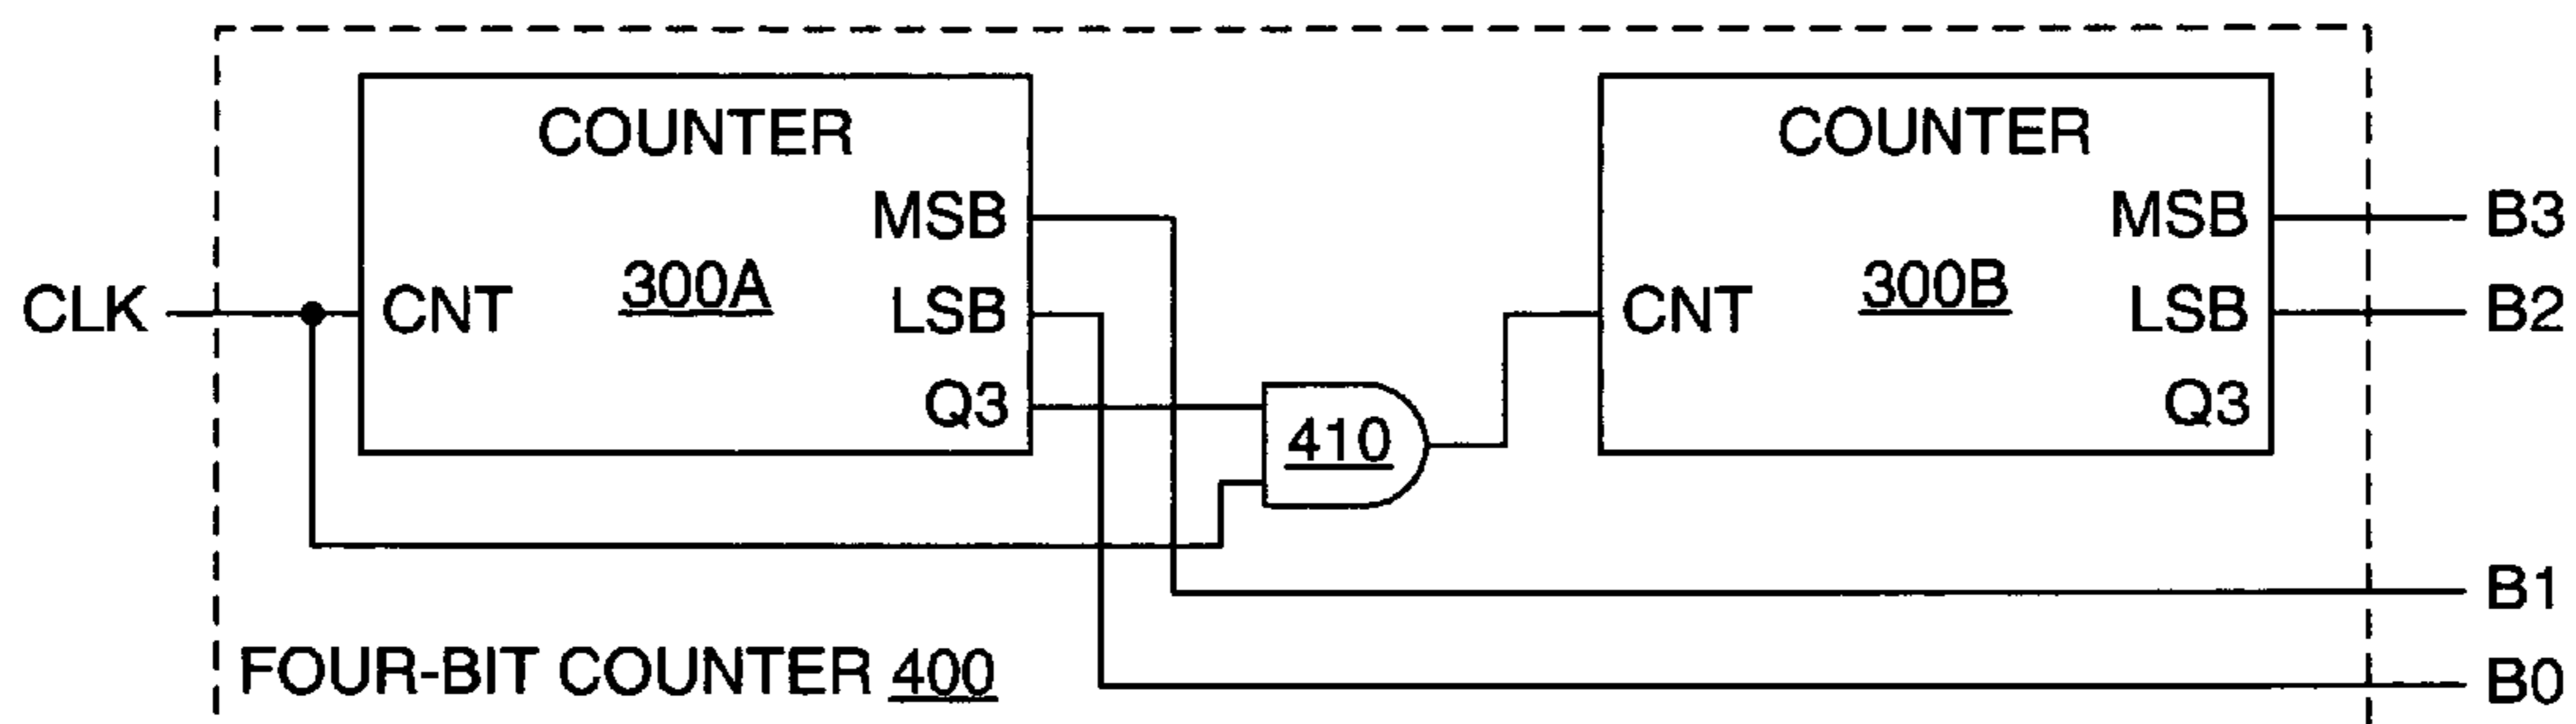 COUNTER
COUNTER
MSB
MSB
B3
CLK
CNT
300A
LSB
CNT
300B
LSB
B2
Q3
410
Q3
B1
FOUR-BIT COUNTER 400
B0